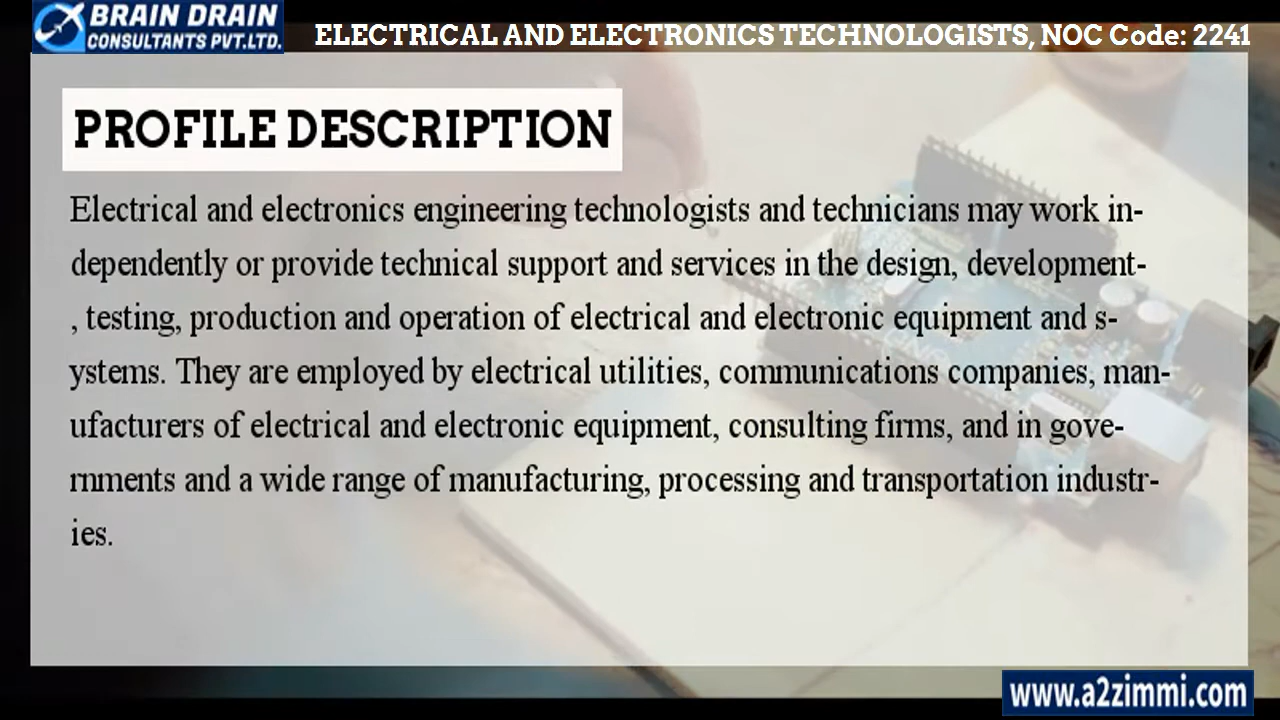 BRAIN DRAIN
CONSULTANTS PVT.LTD.
ELECTRICAL AND ELECTRONICS TECHNOLOGISTS, NOC Code: 2241
PROFILE DESCRIPTION
Electrical and electronics engineering technologists and technicians may work in-
dependently or provide technical support and services in the design, development-
, testing, production and operation of electrical and electronic equipment and s-
ystems. They are employed by electrical utilities, communications companies, man-
ufacturers of electrical and electronic equipment, consulting firms, and in gove-
rnments and a wide range of manufacturing, processing and transportation industr-
ies.
www.a2zimmi.com